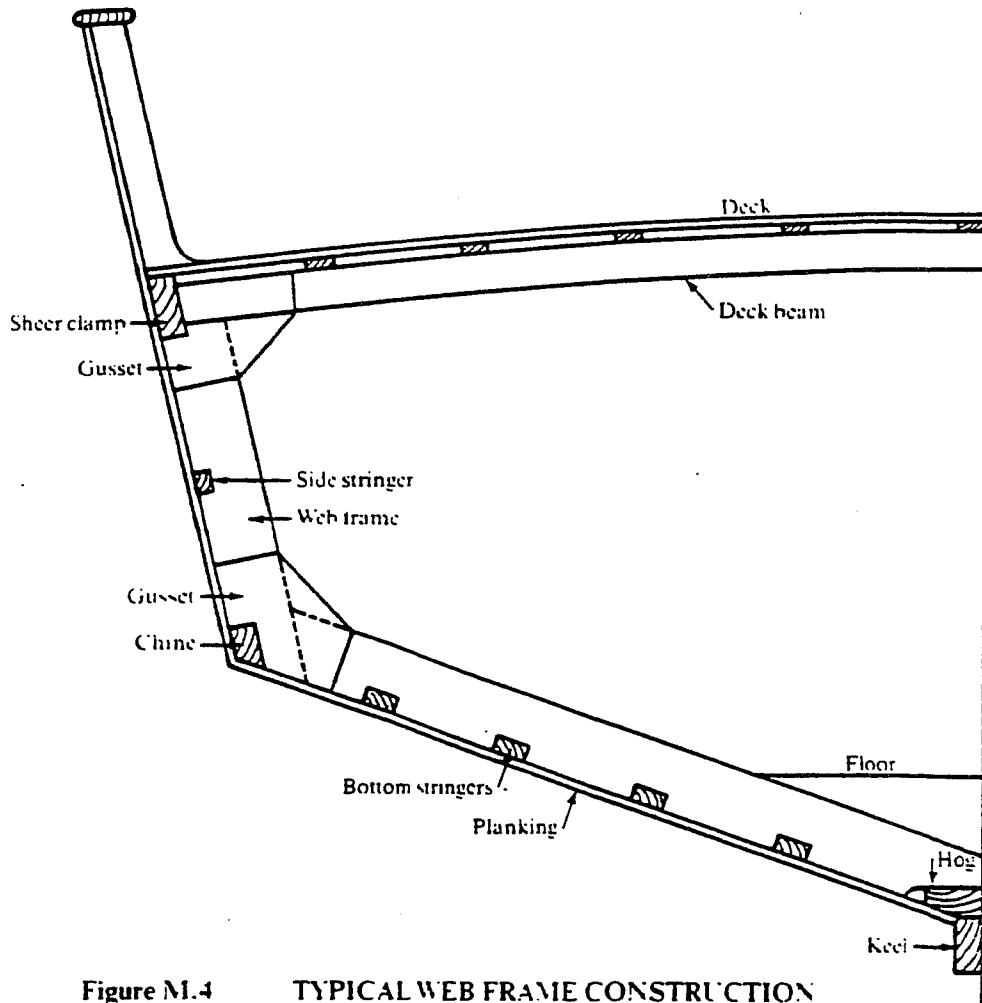 Deck
Deck beam
Sheer clamp
Gusset
Side stringer
Web frame
Gusset
Chine
Floor
Bottom stringers
Planking
Hog
Keel
Figure M.4 TYPICAL WEB FRAME CONSTRUCTION